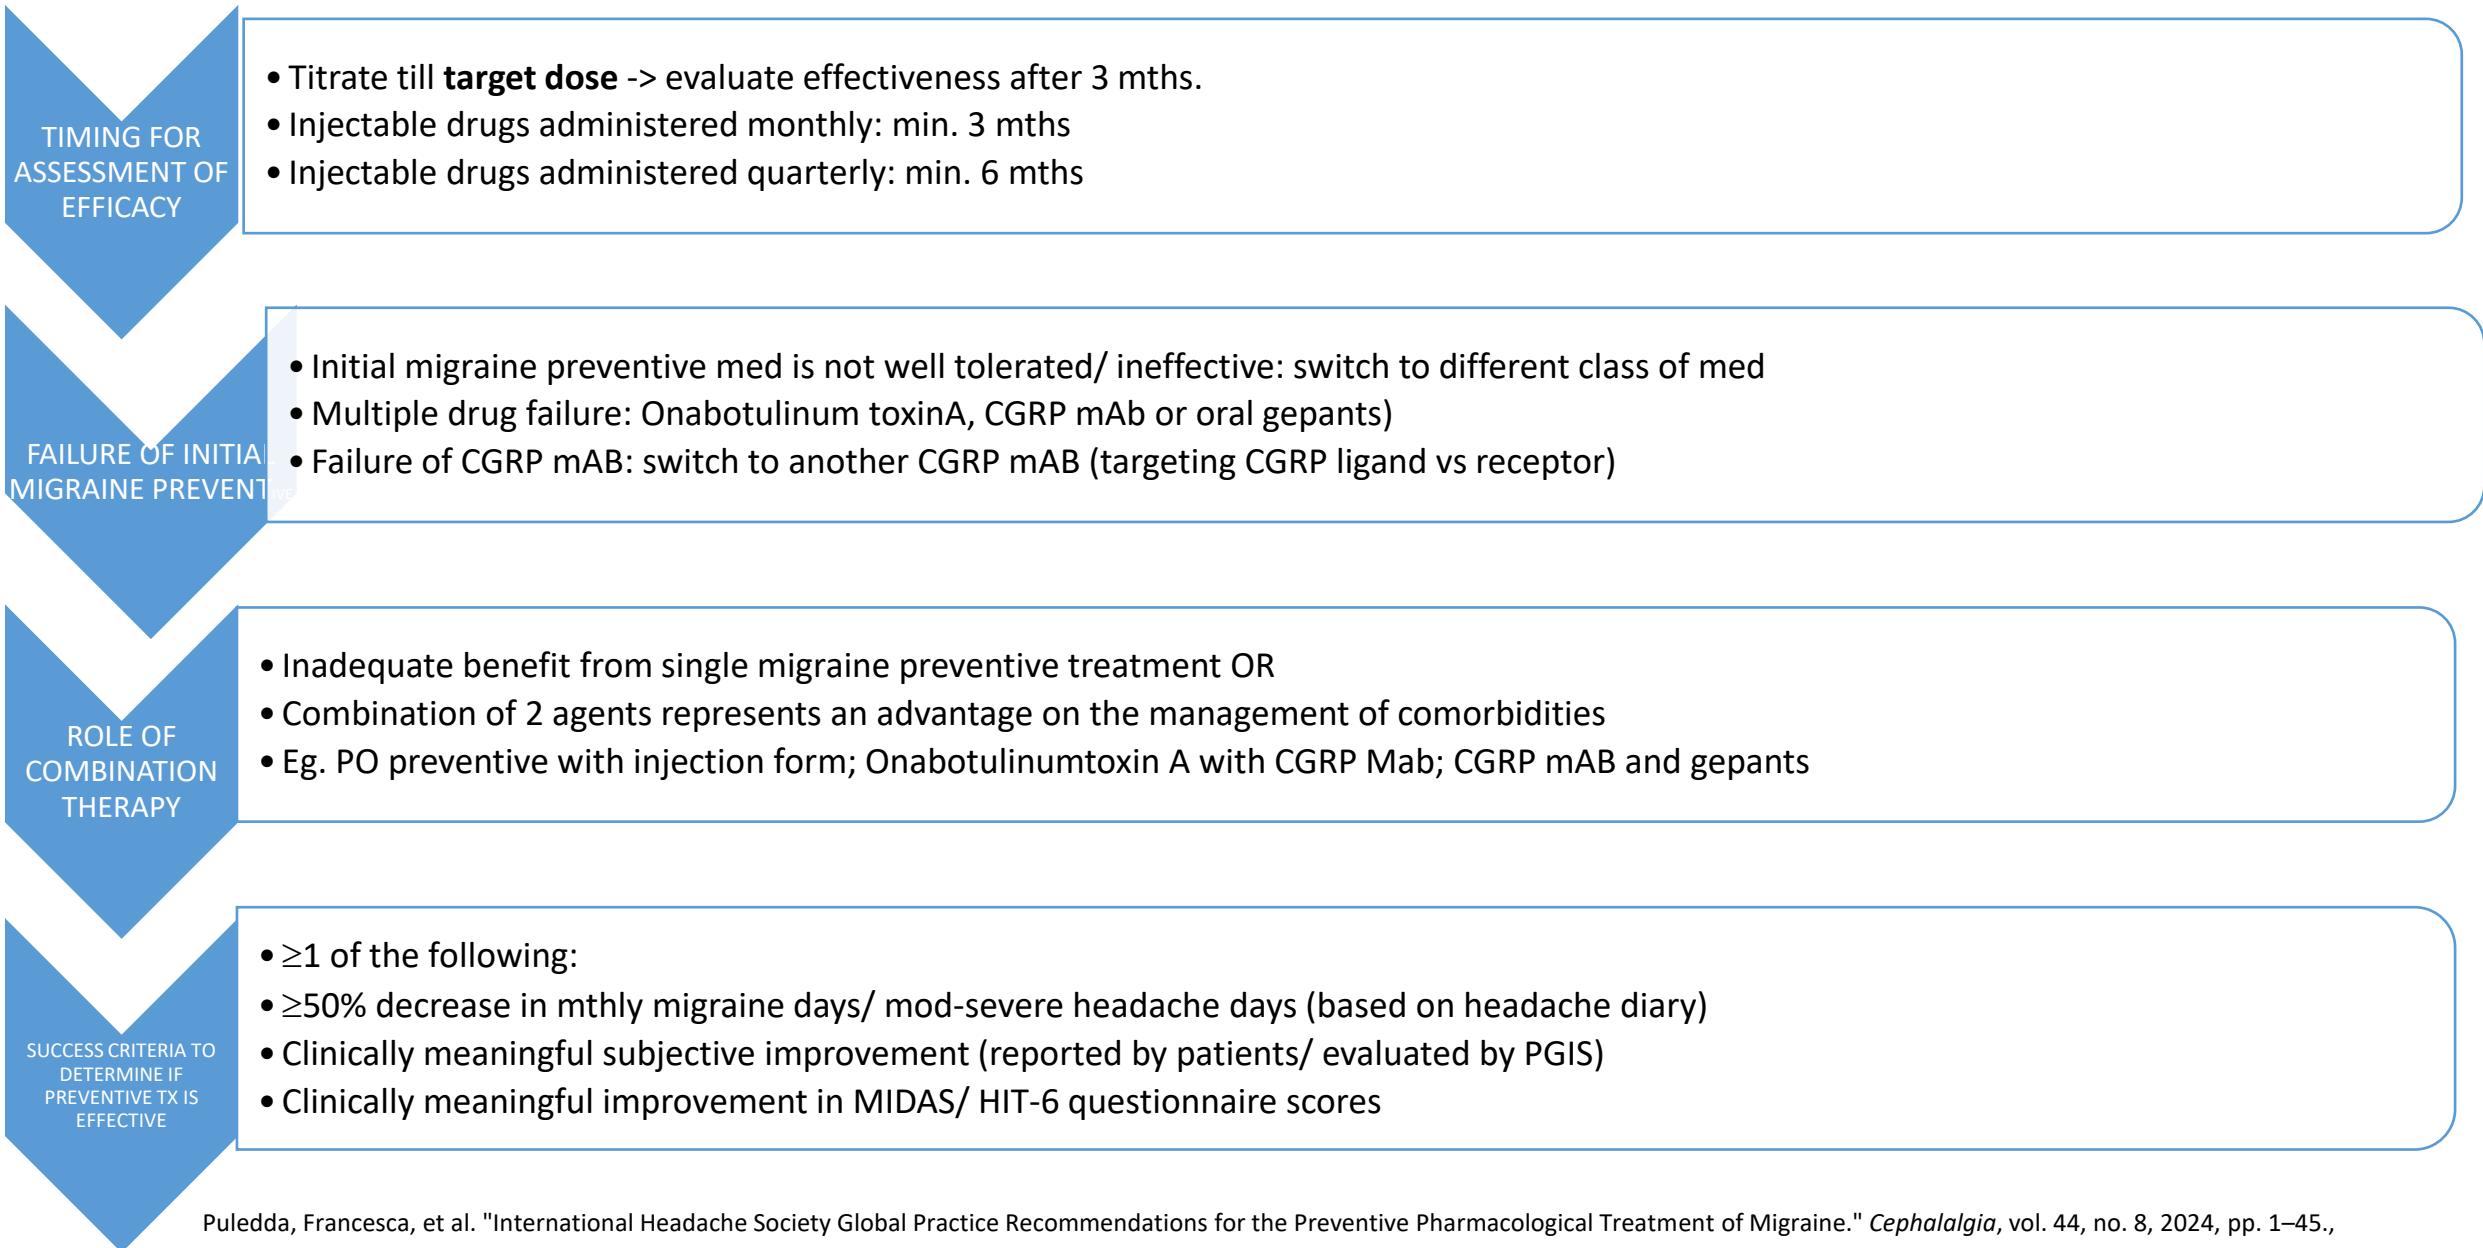 TIMING FOR
ASSESSMENT OF
EFFICACY
• Titrate till target dose -> evaluate effectiveness after 3 mths.
• Injectable drugs administered monthly: min. 3 mths
• Injectable drugs administered quarterly: min. 6 mths
FAILURE OF INITIAL
MIGRAINE PREVENTIVE
• Initial migraine preventive med is not well tolerated/ ineffective: switch to different class of med
• Multiple drug failure: Onabotulinum toxinA, CGRP mAb or oral gepants)
• Failure of CGRP mAB: switch to another CGRP mAB (targeting CGRP ligand vs receptor)
ROLE OF
COMBINATION
THERAPY
• Inadequate benefit from single migraine preventive treatment OR
• Combination of 2 agents represents an advantage on the management of comorbidities
• Eg. PO preventive with injection form; Onabotulinumtoxin A with CGRP Mab; CGRP mAB and gepants
SUCCESS CRITERIA TO
DETERMINE IF
PREVENTIVE TX IS
EFFECTIVE
• ≥1 of the following:
• ≥50% decrease in mthly migraine days/ mod-severe headache days (based on headache diary)
• Clinically meaningful subjective improvement (reported by patients/ evaluated by PGIS)
• Clinically meaningful improvement in MIDAS/ HIT-6 questionnaire scores
Puledda, Francesca, et al. "International Headache Society Global Practice Recommendations for the Preventive Pharmacological Treatment of Migraine." Cephalalgia, vol. 44, no. 8, 2024, pp. 1–45.,